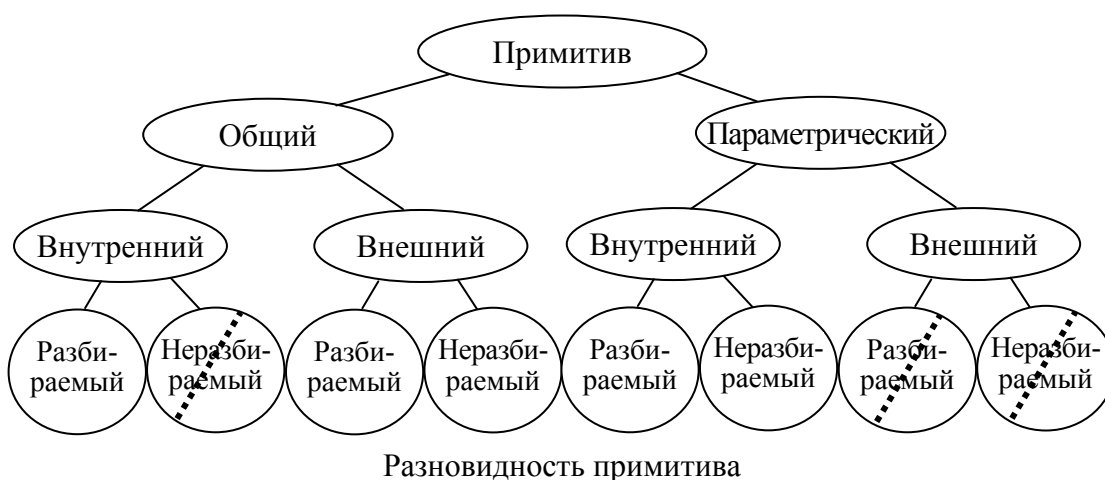 Примитив
Общий
Параметрический
Внутренний
Внешний
Внутренний
Внешний
Разби-
раемый
Неразби-
раемый
Разби-
раемый
Неразби-
раемый
Разби-
раемый
Неразби-
раемый
Разби-
раемый
Неразби-
раемый
Разновидность примитива